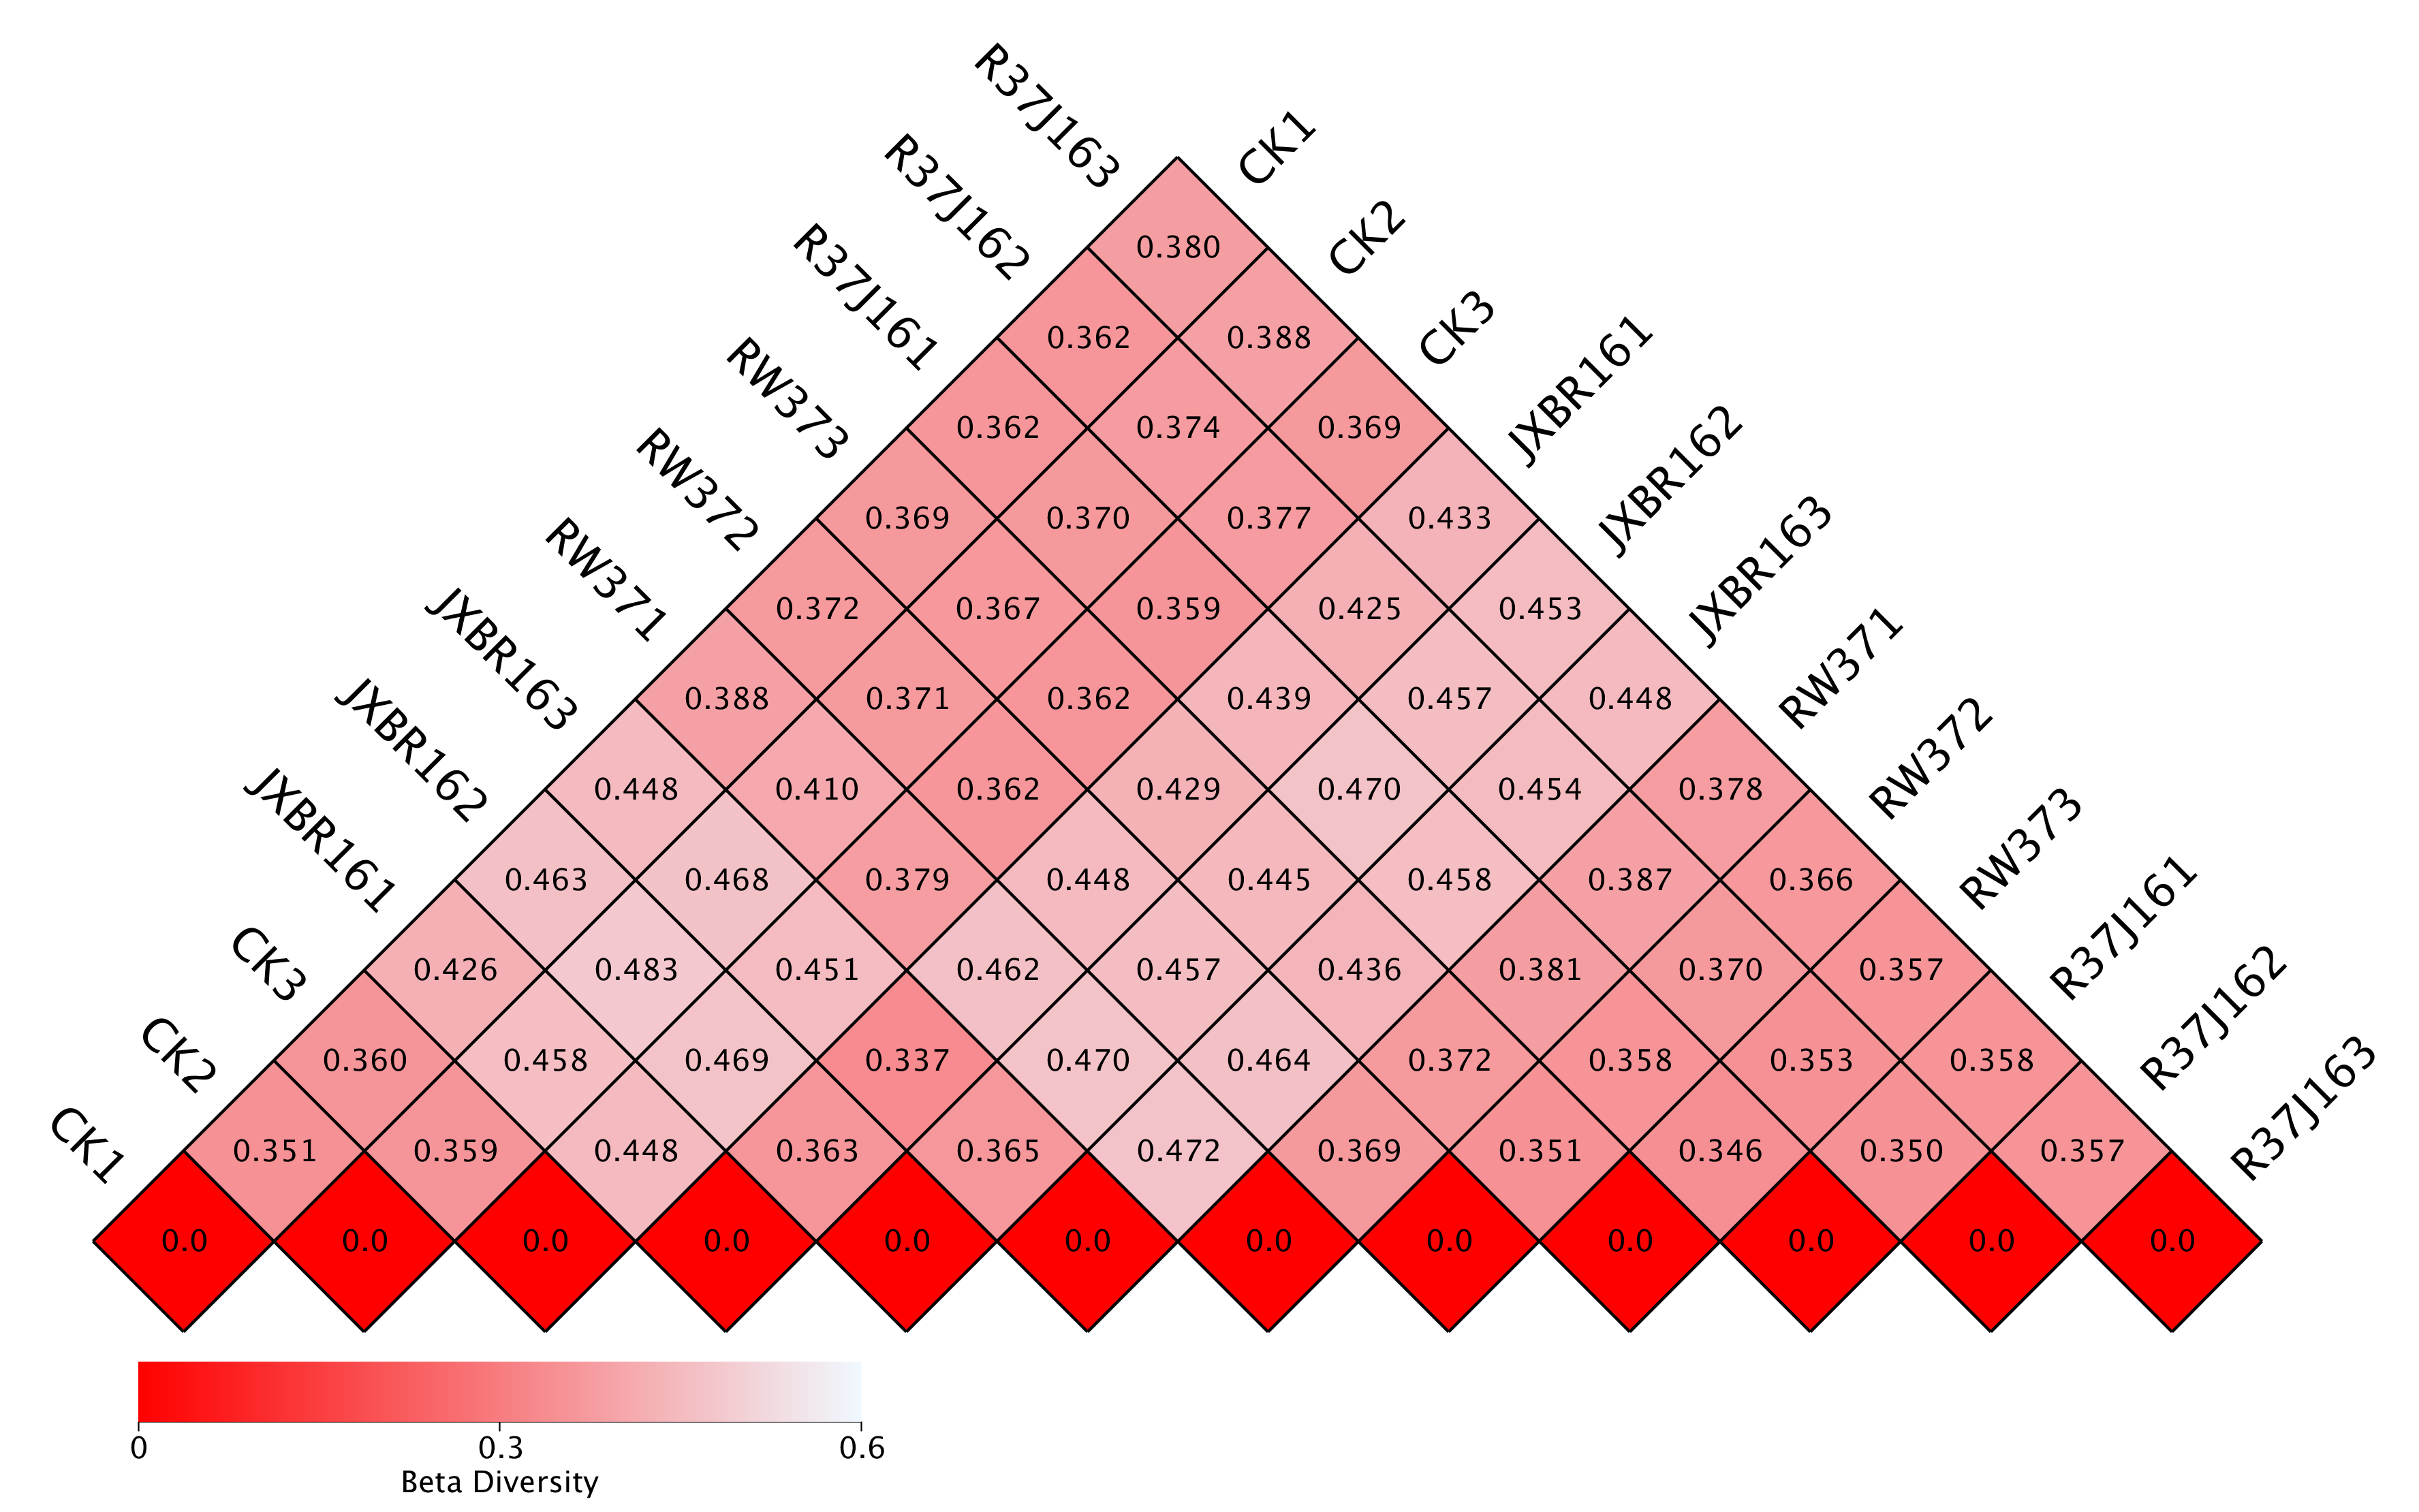 R37J163 CK1
R37J162 CK2
R37J161 CK3
RW373 JXBR161
RW372 JXBR162
RW371 JXBR163
JXBR163 RW371
JXBR162 RW372
JXBR161 RW373
CK3 R37J161
CK2 R37J162
CK1 R37J163
0.380
0.362 0.388
0.362 0.374 0.369
0.369 0.370 0.377 0.433
0.372 0.367 0.359 0.425 0.453
0.388 0.371 0.362 0.439 0.457 0.448
0.448 0.410 0.362 0.429 0.470 0.454 0.378
0.463 0.468 0.379 0.448 0.445 0.458 0.387 0.366
0.426 0.483 0.451 0.462 0.457 0.436 0.381 0.370 0.357
0.360 0.458 0.469 0.337 0.470 0.464 0.372 0.358 0.353 0.358
0.351 0.359 0.448 0.363 0.365 0.472 0.369 0.351 0.346 0.350 0.357
0.0 0.0 0.0 0.0 0.0 0.0 0.0 0.0 0.0 0.0 0.0 0.0
0 0.3 0.6
Beta Diversity